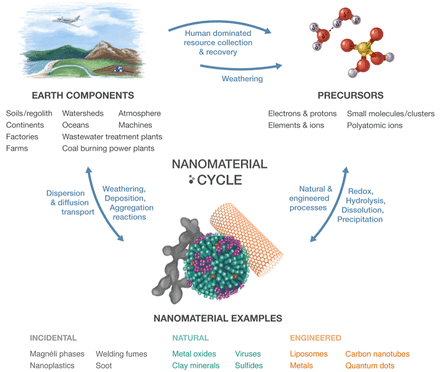 Human dominated
resource collection
& recovery
Weathering
EARTH COMPONENTS
Soils/regolith Watersheds Atmosphere
Continents Oceans Machines
Factories Wastewater treatment plants
Farms Coal burning power plants
PRECURSORS
Electrons & protons Small molecules/clusters
Elements & ions Polyatomic ions
NANOMATERIAL
CYCLE
Dispersion
& diffusion
transport
Weathering,
Deposition,
Aggregation
reactions
Natural &
engineered
processes
Redox,
Hydrolysis,
Dissolution,
Precipitation
NANOMATERIAL EXAMPLES
INCIDENTAL NATURAL ENGINEERED
Magnéli phases Welding fumes Metal oxides Viruses Liposomes Carbon nanotubes
Nanoplastics Soot Clay minerals Sulfides Metals Quantum dots